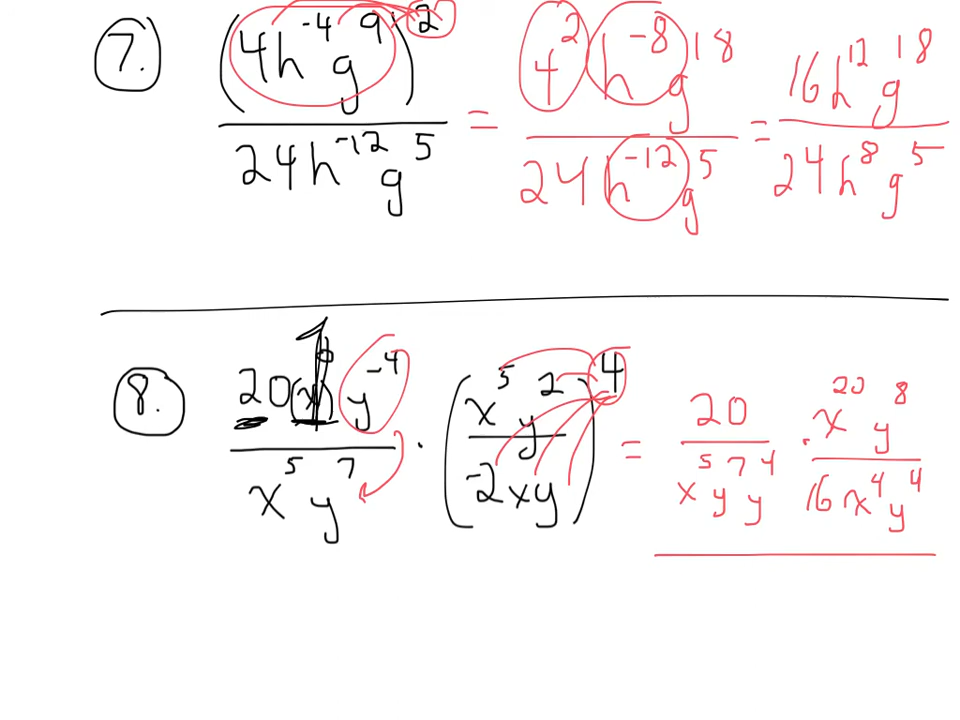 7. (4h^-4 g^9)^2 / 24h^-12 g^5 = 4^2 h^-8 g^18 / 24h^-12 g^5 = 16h^12 g^18 / 24h^8 g^5
8. 20(x)^0 y^-4 / x^5 y^7 · (x^5 y^2 / -2xy)^4 = 20 / x^5 y^7 y^4 · x^20 y^8 / 16x^4 y^4